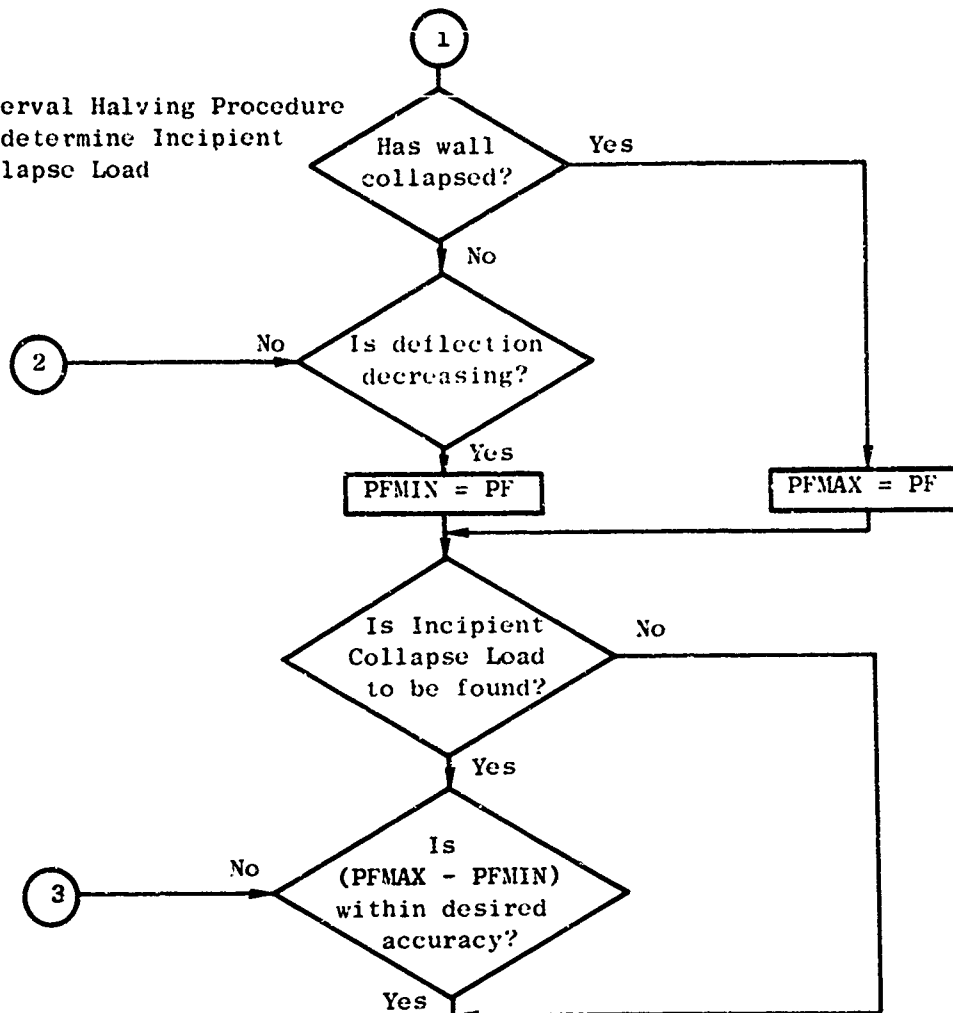 1
erval Halving Procedure
determine Incipient
lapse Load
Has wall
collapsed?
Yes
No
2
No
Is deflection
decreasing?
Yes
PFMIN = PF
PFMAX = PF
Is Incipient
Collapse Load
to be found?
No
Yes
3
No
Is
(PFMAX - PFMIN)
within desired
accuracy?
Yes